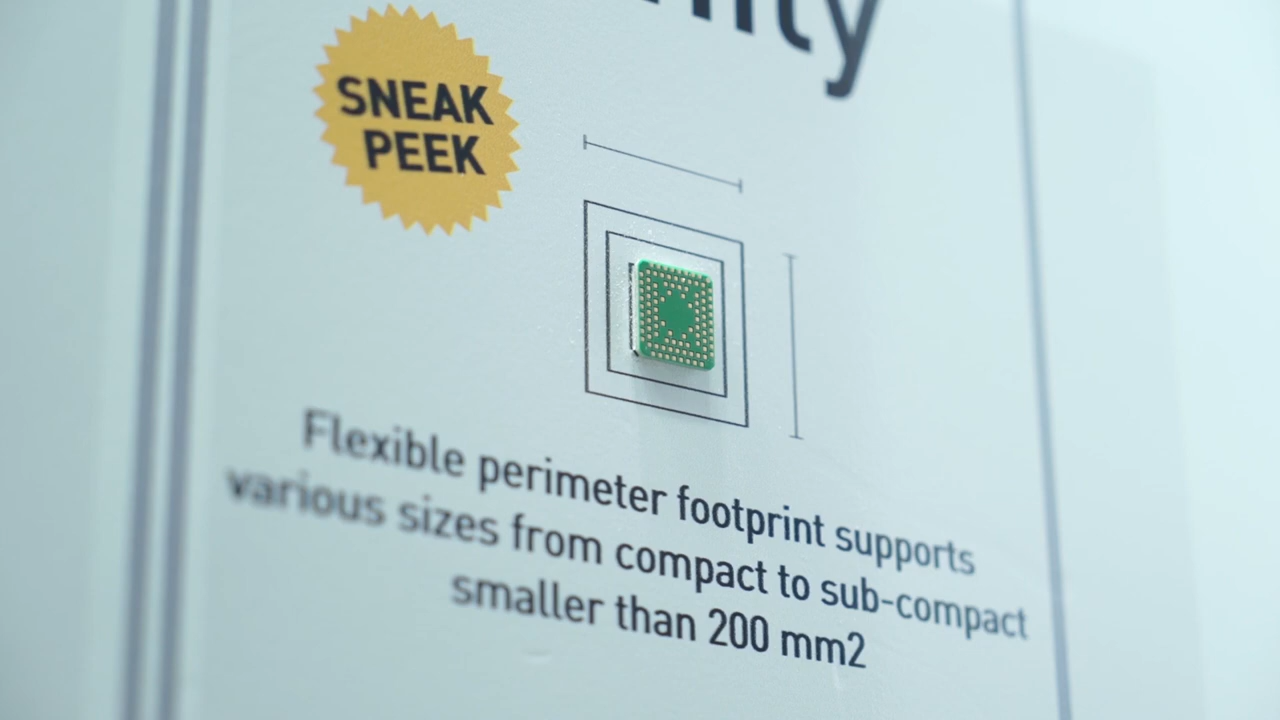 SNEAK
PEEK
Flexible perimeter footprint supports
various sizes from compact to sub-compact
smaller than 200 mm2